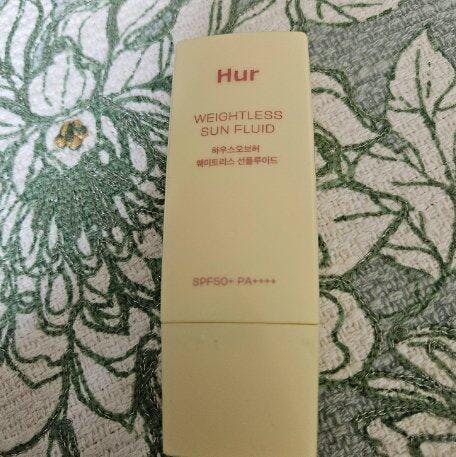 Hur
WEIGHTLESS
SUN FLUID
하우스오브허
웨이트리스 선플루이드
SPF50+ PA++++